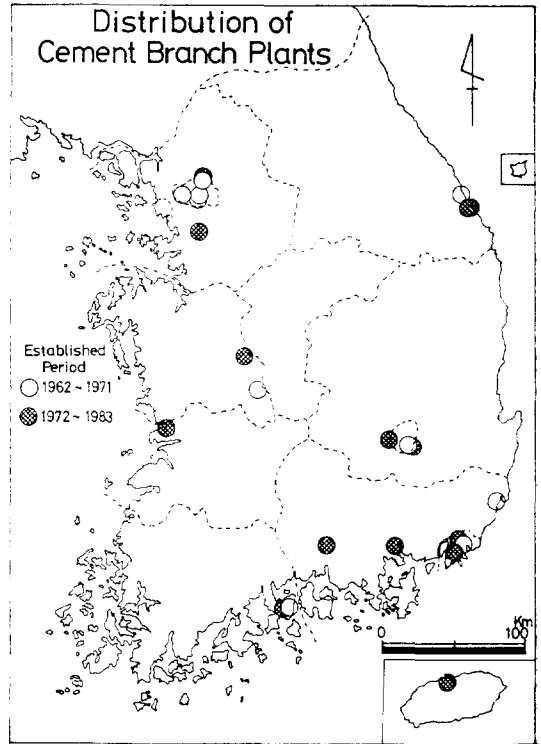 Distribution of
Cement Branch Plants
Established
Period
1962 ~ 1971
1972 ~ 1983
Km
0 100